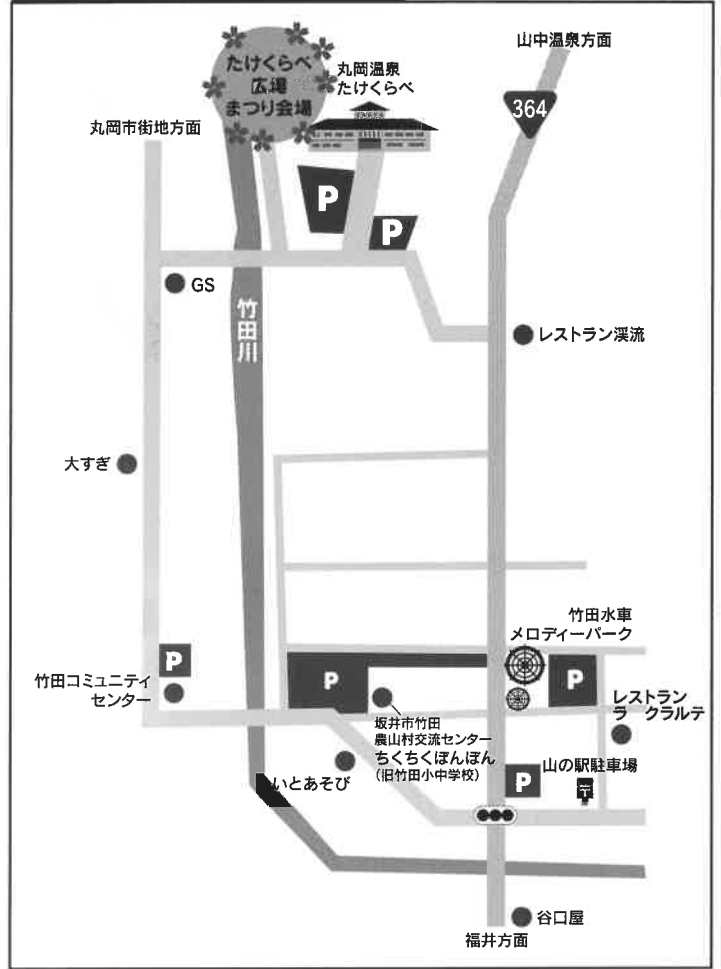 山中温泉方面
364
たけくらべ
広場
まつり会場
丸岡温泉
たけくらべ
丸岡市街地方面
P
P
GS
竹田川
レストラン渓流
大すぎ
竹田水車
メロディーパーク
P
竹田コミュニティ
センター
P
P
レストラン
ラ クラルテ
坂井市竹田
農山村交流センター
ちくちくぼんぼん
(旧竹田小中学校)
いとあそび
P
山の駅駐車場
〒
谷口屋
福井方面